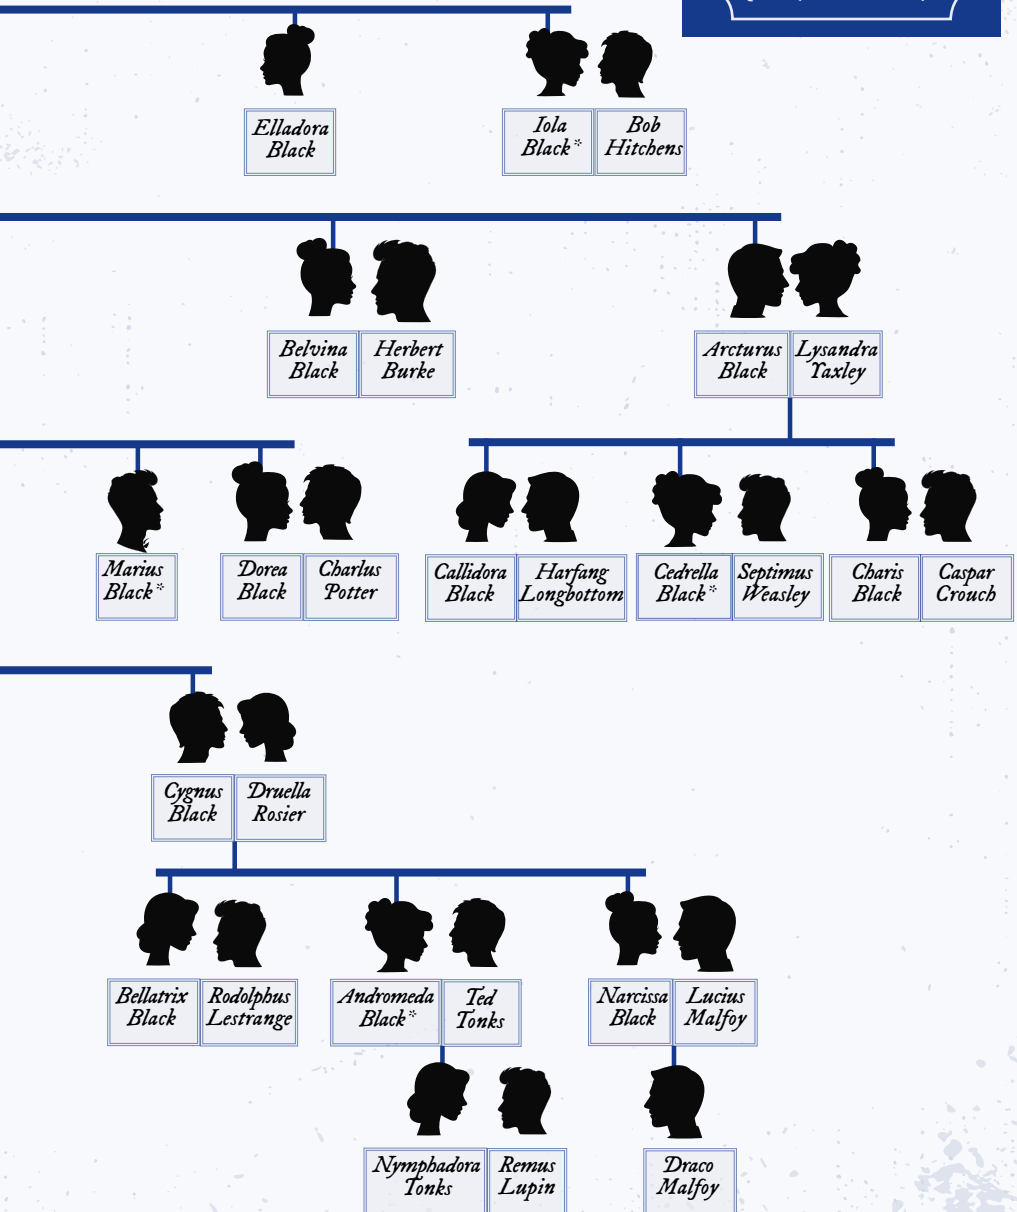 Elladora
Black
Iola
Black*
Bob
Hitchens
Belvina
Black
Herbert
Burke
Arcturus
Black
Lysandra
Yaxley
Marius
Black*
Dorea
Black
Charlus
Potter
Callidora
Black
Harfang
Longbottom
Cedrella
Black*
Septimus
Weasley
Charis
Black
Caspar
Crouch
Cygnus
Black
Druella
Rosier
Bellatrix
Black
Rodolphus
Lestrange
Andromeda
Black*
Ted
Tonks
Narcissa
Black
Lucius
Malfoy
Nymphadora
Tonks
Remus
Lupin
Draco
Malfoy